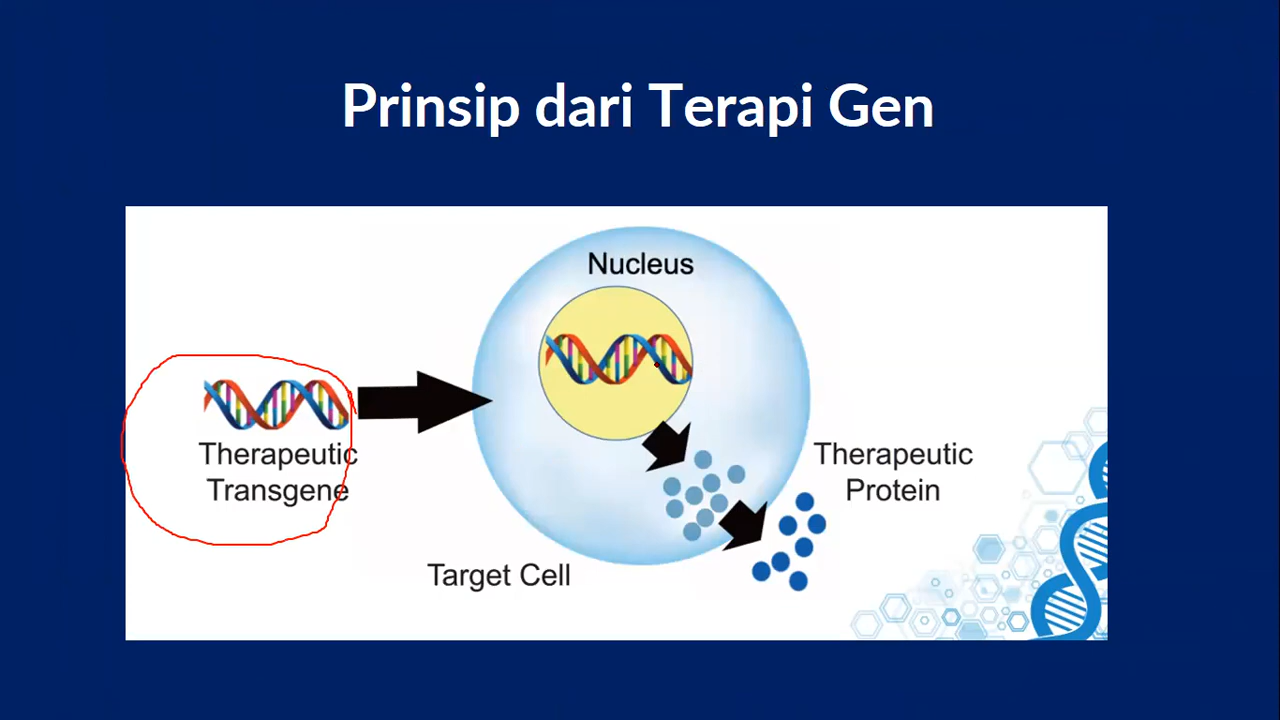 Prinsip dari Terapi Gen
Nucleus
Therapeutic
Transgene
Therapeutic
Protein
Target Cell